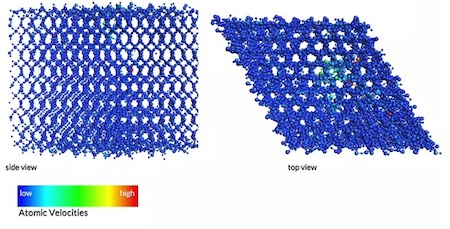 side view
top view
low
high
Atomic Velocities